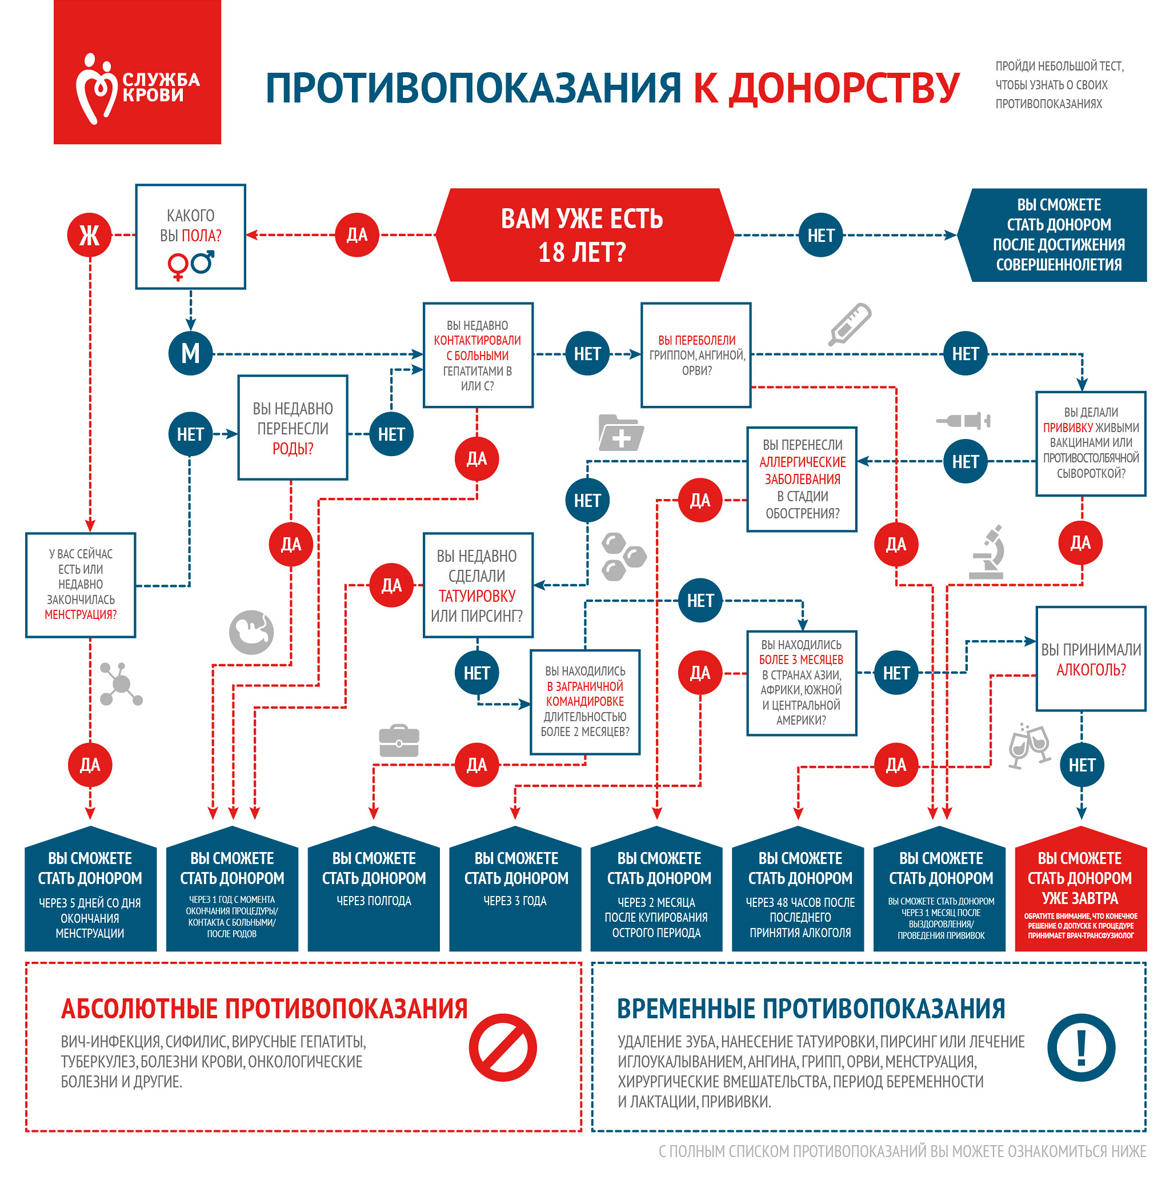 СЛУЖБА
КРОВИ
ПРОТИВОПОКАЗАНИЯ К ДОНОРСТВУ
ПРОЙДИ НЕБОЛЬШОЙ ТЕСТ,
ЧТОБЫ УЗНАТЬ О СВОИХ
ПРОТИВОПОКАЗАНИЯХ
Ж
КАКОГО
ВЫ ПОЛА?
ДА
ВАМ УЖЕ ЕСТЬ
18 ЛЕТ?
НЕТ
ВЫ СМОЖЕТЕ
СТАТЬ ДОНОРОМ
ПОСЛЕ ДОСТИЖЕНИЯ
СОВЕРШЕННОЛЕТИЯ
М
ВЫ НЕДАВНО
КОНТАКТИРОВАЛИ
С БОЛЬНЫМИ
ГЕПАТИТАМИ В
ИЛИ С?
НЕТ
ВЫ ПЕРЕБОЛЕЛИ
ГРИППОМ, АНГИНОЙ,
ОРВИ?
НЕТ
НЕТ
ВЫ НЕДАВНО
ПЕРЕНЕСЛИ
РОДЫ?
НЕТ
ДА
ВЫ ДЕЛАЛИ
ПРИВИВКУ ЖИВЫМИ
ВАКЦИНАМИ ИЛИ
ПРОТИВОСТОЛБЯЧНОЙ
СЫВОРОТКОЙ?
НЕТ
ВЫ ПЕРЕНЕСЛИ
АЛЛЕРГИЧЕСКИЕ
ЗАБОЛЕВАНИЯ
В СТАДИИ
ОБОСТРЕНИЯ?
НЕТ
ДА
У ВАС СЕЙЧАС
ЕСТЬ ИЛИ
НЕДАВНО
ЗАКОНЧИЛАСЬ
МЕНСТРУАЦИЯ?
ДА
ДА
ВЫ НЕДАВНО
СДЕЛАЛИ
ТАТУИРОВКУ
ИЛИ ПИРСИНГ?
ДА
ДА
НЕТ
НЕТ
ВЫ НАХОДИЛИСЬ
В ЗАГРАНИЧНОЙ
КОМАНДИРОВКЕ
ДЛИТЕЛЬНОСТЬЮ
БОЛЕЕ 2 МЕСЯЦЕВ?
ДА
ВЫ НАХОДИЛИСЬ
БОЛЕЕ 3 МЕСЯЦЕВ
В СТРАНАХ АЗИИ,
АФРИКИ, ЮЖНОЙ
И ЦЕНТРАЛЬНОЙ
АМЕРИКИ?
НЕТ
ВЫ ПРИНИМАЛИ
АЛКОГОЛЬ?
ДА
ДА
ДА
НЕТ
ВЫ СМОЖЕТЕ
СТАТЬ ДОНОРОМ
ЧЕРЕЗ 5 ДНЕЙ СО ДНЯ
ОКОНЧАНИЯ
МЕНСТРУАЦИИ
ВЫ СМОЖЕТЕ
СТАТЬ ДОНОРОМ
ЧЕРЕЗ 1 ГОД С МОМЕНТА
ОКОНЧАНИЯ ПРОЦЕДУРЫ/
КОНТАКТА С БОЛЬНЫМИ/
ПОСЛЕ РОДОВ
ВЫ СМОЖЕТЕ
СТАТЬ ДОНОРОМ
ЧЕРЕЗ ПОЛГОДА
ВЫ СМОЖЕТЕ
СТАТЬ ДОНОРОМ
ЧЕРЕЗ 3 ГОДА
ВЫ СМОЖЕТЕ
СТАТЬ ДОНОРОМ
ЧЕРЕЗ 2 МЕСЯЦА
ПОСЛЕ КУПИРОВАНИЯ
ОСТРОГО ПЕРИОДА
ВЫ СМОЖЕТЕ
СТАТЬ ДОНОРОМ
ЧЕРЕЗ 48 ЧАСОВ ПОСЛЕ
ПОСЛЕДНЕГО
ПРИНЯТИЯ АЛКОГОЛЯ
ВЫ СМОЖЕТЕ
СТАТЬ ДОНОРОМ
ВЫ СМОЖЕТЕ СТАТЬ ДОНОРОМ
ЧЕРЕЗ 1 МЕСЯЦ ПОСЛЕ
ВЫЗДОРОВЛЕНИЯ/
ПРОВЕДЕНИЯ ПРИВИВОК
ВЫ СМОЖЕТЕ
СТАТЬ ДОНОРОМ
УЖЕ ЗАВТРА
ОБРАТИТЕ ВНИМАНИЕ, ЧТО КОНЕЧНОЕ
РЕШЕНИЕ О ДОПУСКЕ К ПРОЦЕДУРЕ
ПРИНИМАЕТ ВРАЧ-ТРАНСФУЗИОЛОГ
АБСОЛЮТНЫЕ ПРОТИВОПОКАЗАНИЯ
ВИЧ-ИНФЕКЦИЯ, СИФИЛИС, ВИРУСНЫЕ ГЕПАТИТЫ,
ТУБЕРКУЛЕЗ, БОЛЕЗНИ КРОВИ, ОНКОЛОГИЧЕСКИЕ
БОЛЕЗНИ И ДРУГИЕ.
ВРЕМЕННЫЕ ПРОТИВОПОКАЗАНИЯ
УДАЛЕНИЕ ЗУБА, НАНЕСЕНИЕ ТАТУИРОВКИ, ПИРСИНГ ИЛИ ЛЕЧЕНИЕ
ИГЛОУКАЛЫВАНИЕМ, АНГИНА, ГРИПП, ОРВИ, МЕНСТРУАЦИЯ,
ХИРУРГИЧЕСКИЕ ВМЕШАТЕЛЬСТВА, ПЕРИОД БЕРЕМЕННОСТИ
И ЛАКТАЦИИ, ПРИВИВКИ.
!
С ПОЛНЫМ СПИСКОМ ПРОТИВОПОКАЗАНИЙ ВЫ МОЖЕТЕ ОЗНАКОМИТЬСЯ НИЖЕ